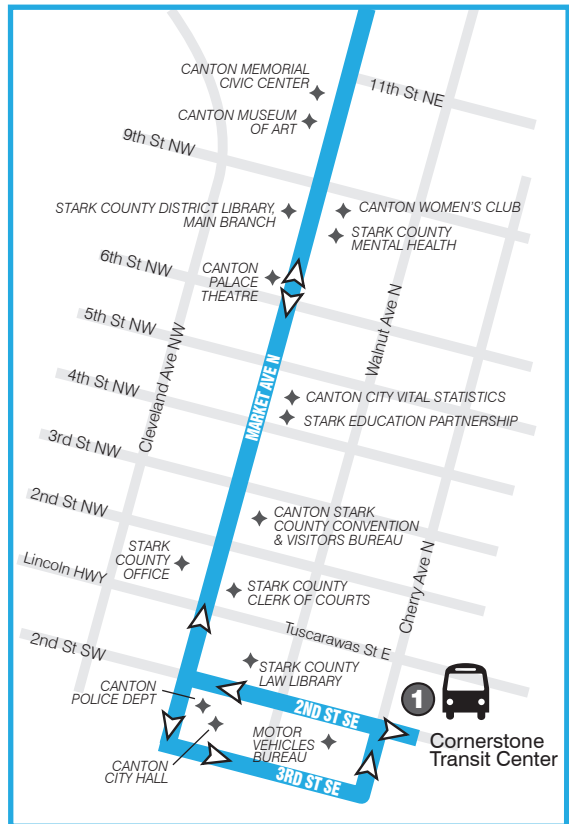 CANTON MEMORIAL
CIVIC CENTER
11th St NE
CANTON MUSEUM
OF ART
9th St NW
STARK COUNTY DISTRICT LIBRARY,
MAIN BRANCH
CANTON WOMEN'S CLUB
STARK COUNTY
MENTAL HEALTH
6th St NW
CANTON
PALACE
THEATRE
5th St NW
Walnut Ave N
4th St NW
Cleveland Ave NW
MARKET AVE N
CANTON CITY VITAL STATISTICS
STARK EDUCATION PARTNERSHIP
3rd St NW
2nd St NW
CANTON STARK
COUNTY CONVENTION
& VISITORS BUREAU
Lincoln HWY
STARK
COUNTY
OFFICE
Cherry Ave N
STARK COUNTY
CLERK OF COURTS
Tuscarawas St E
2nd St SW
STARK COUNTY
LAW LIBRARY
CANTON
POLICE DEPT
2ND ST SE
1
Cornerstone
Transit Center
MOTOR
VEHICLES
BUREAU
CANTON
CITY HALL
3RD ST SE